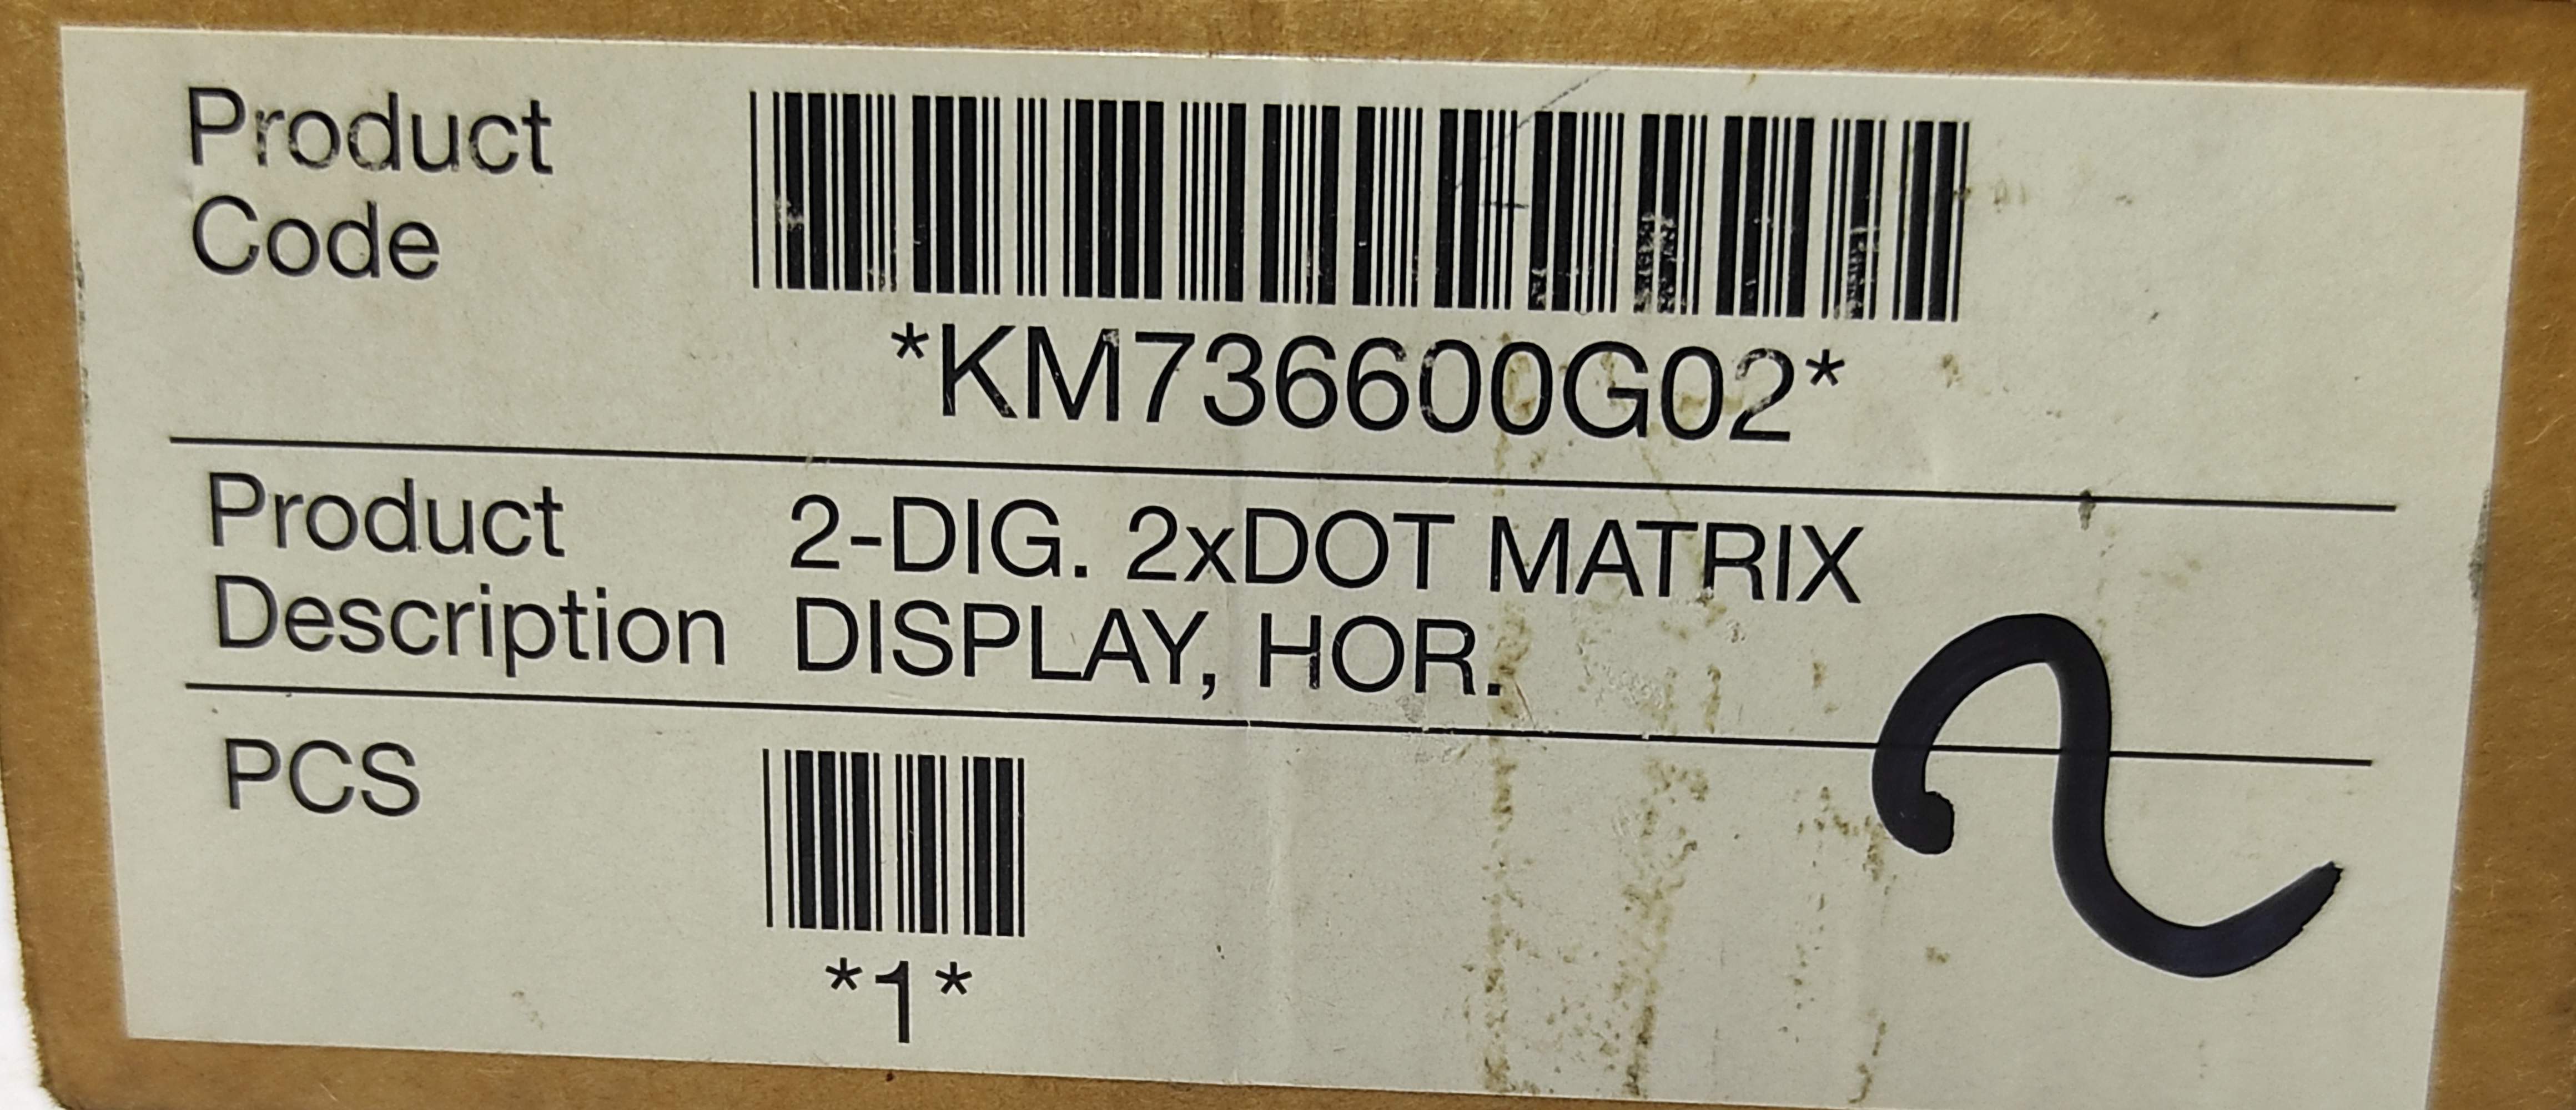 Product
Code
*KM736600G02*
Product
Description
2-DIG. 2xDOT MATRIX
DISPLAY, HOR.
PCS
*1*